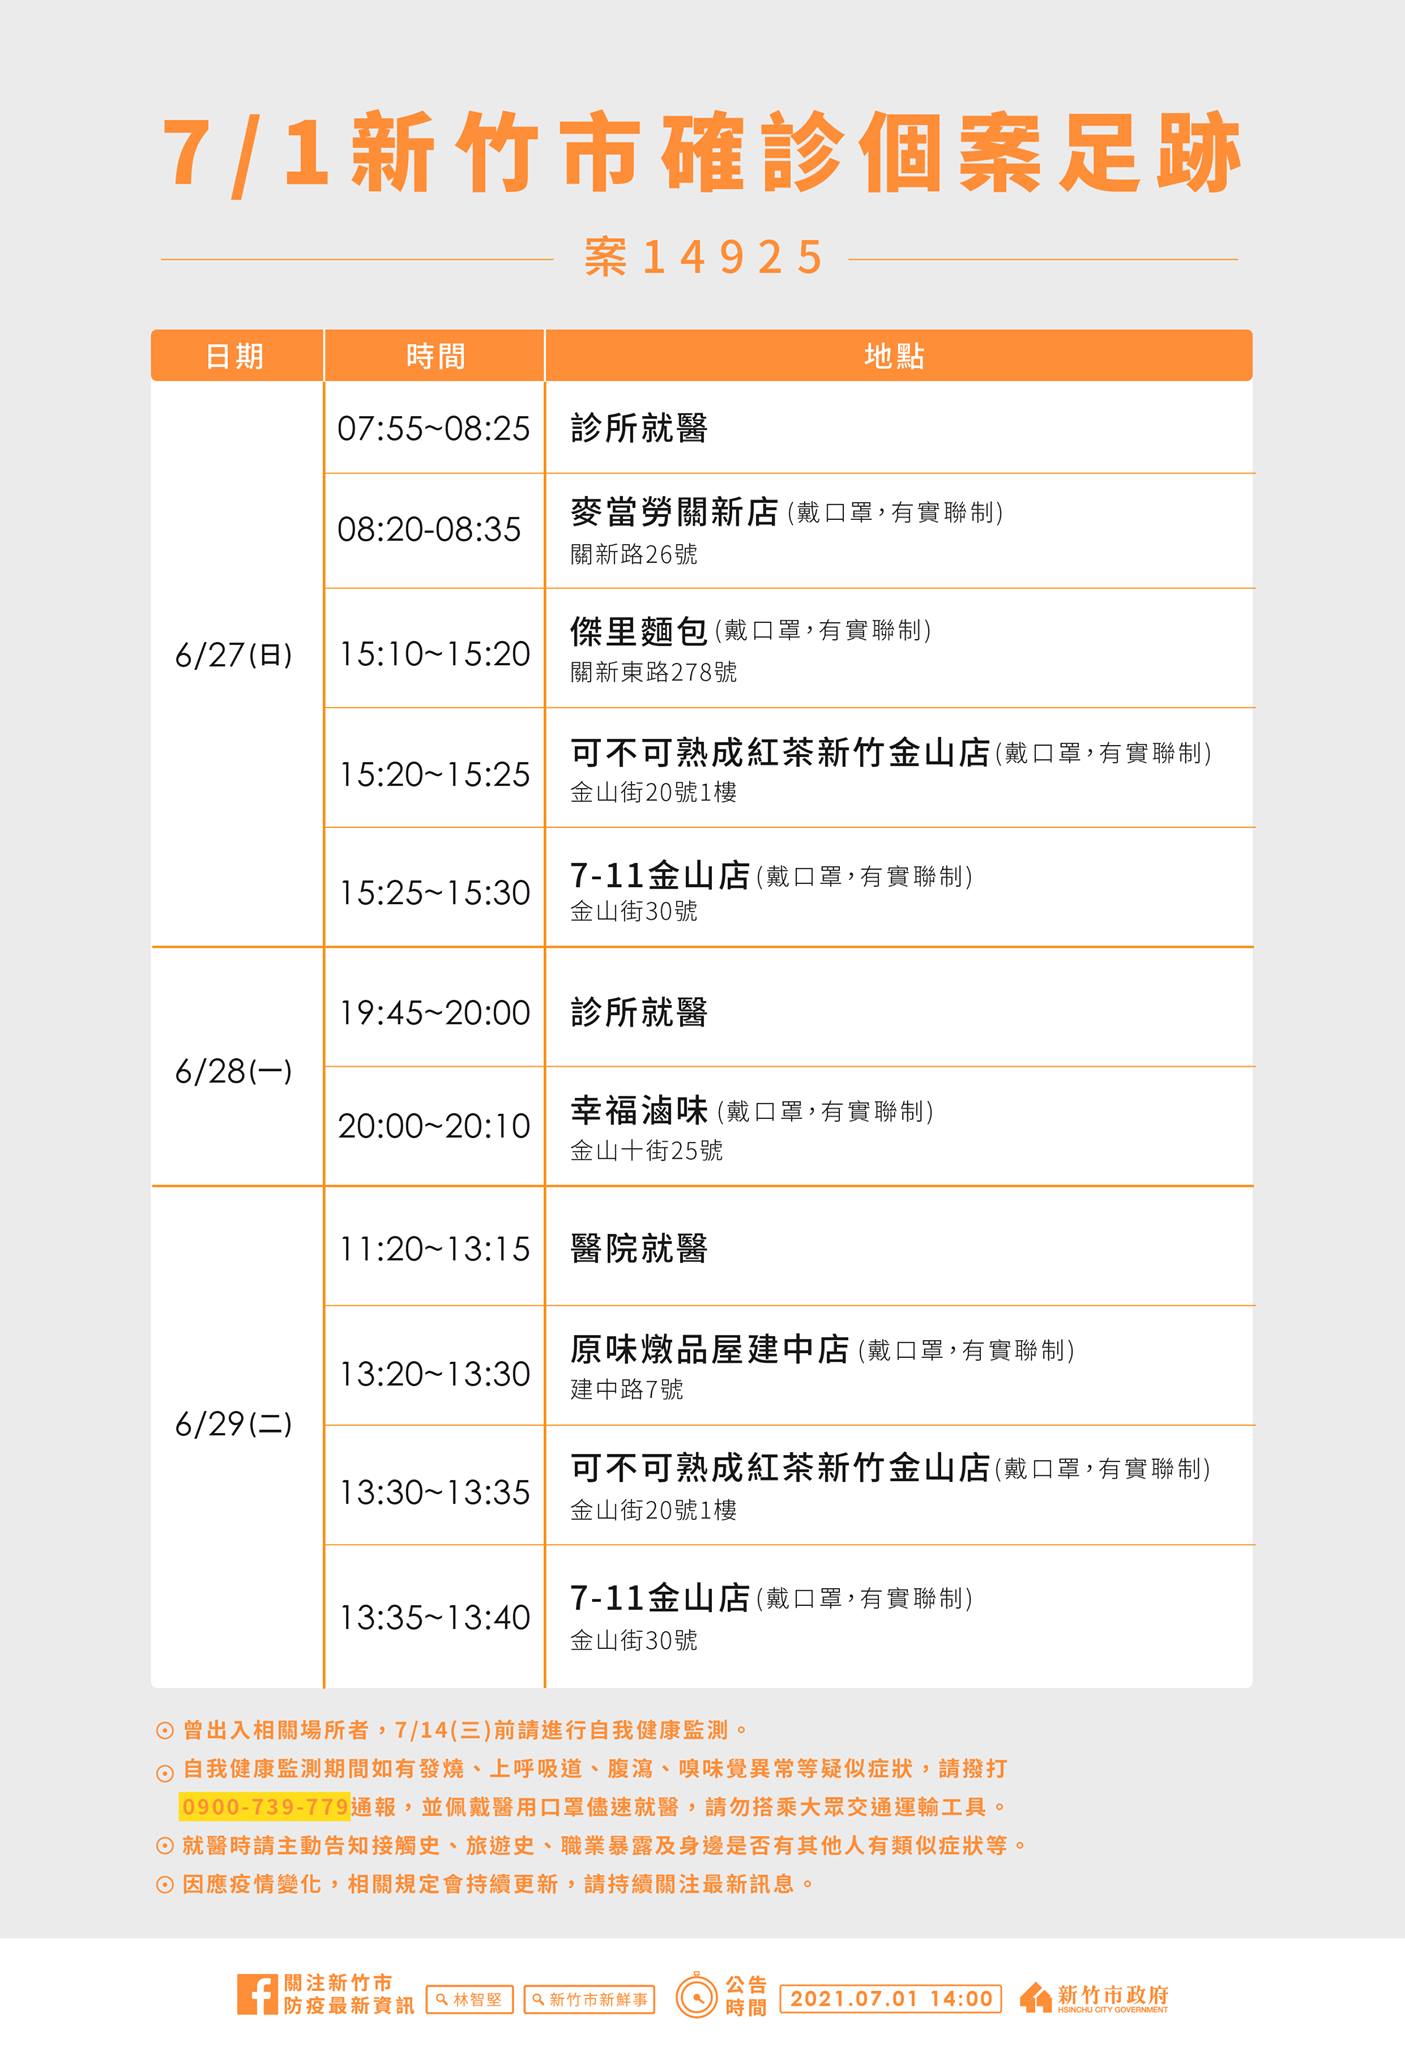 7/1新竹市確診個案足跡
案14925
日期 時間 地點
6/27(日)
07:55~08:25 診所就醫
08:20-08:35 麥當勞關新店(戴口罩,有實聯制)
關新路26號
15:10~15:20 傑里麵包(戴口罩,有實聯制)
關新東路278號
15:20~15:25 可不可熟成紅茶新竹金山店(戴口罩,有實聯制)
金山街20號1樓
15:25~15:30 7-11金山店(戴口罩,有實聯制)
金山街30號
6/28(一)
19:45~20:00 診所就醫
20:00~20:10 幸福滷味(戴口罩,有實聯制)
金山十街25號
6/29(二)
11:20~13:15 醫院就醫
13:20~13:30 原味燉品屋建中店(戴口罩,有實聯制)
建中路7號
13:30~13:35 可不可熟成紅茶新竹金山店(戴口罩,有實聯制)
金山街20號1樓
13:35~13:40 7-11金山店(戴口罩,有實聯制)
金山街30號
曾出入相關場所者,7/14(三)前請進行自我健康監測。
自我健康監測期間如有發燒、上呼吸道、腹瀉、嗅味覺異常等疑似症狀,請撥打
0900-739-779通報,並佩戴醫用口罩儘速就醫,請勿搭乘大眾交通運輸工具。
就醫時請主動告知接觸史、旅遊史、職業暴露及身邊是否有其他人有類似症狀等。
因應疫情變化,相關規定會持續更新,請持續關注最新訊息。
關注新竹市
防疫最新資訊
林智堅
新竹市新鮮事
公告
時間
2021.07.01 14:00
新竹市政府
HSINCHU CITY GOVERNMENT